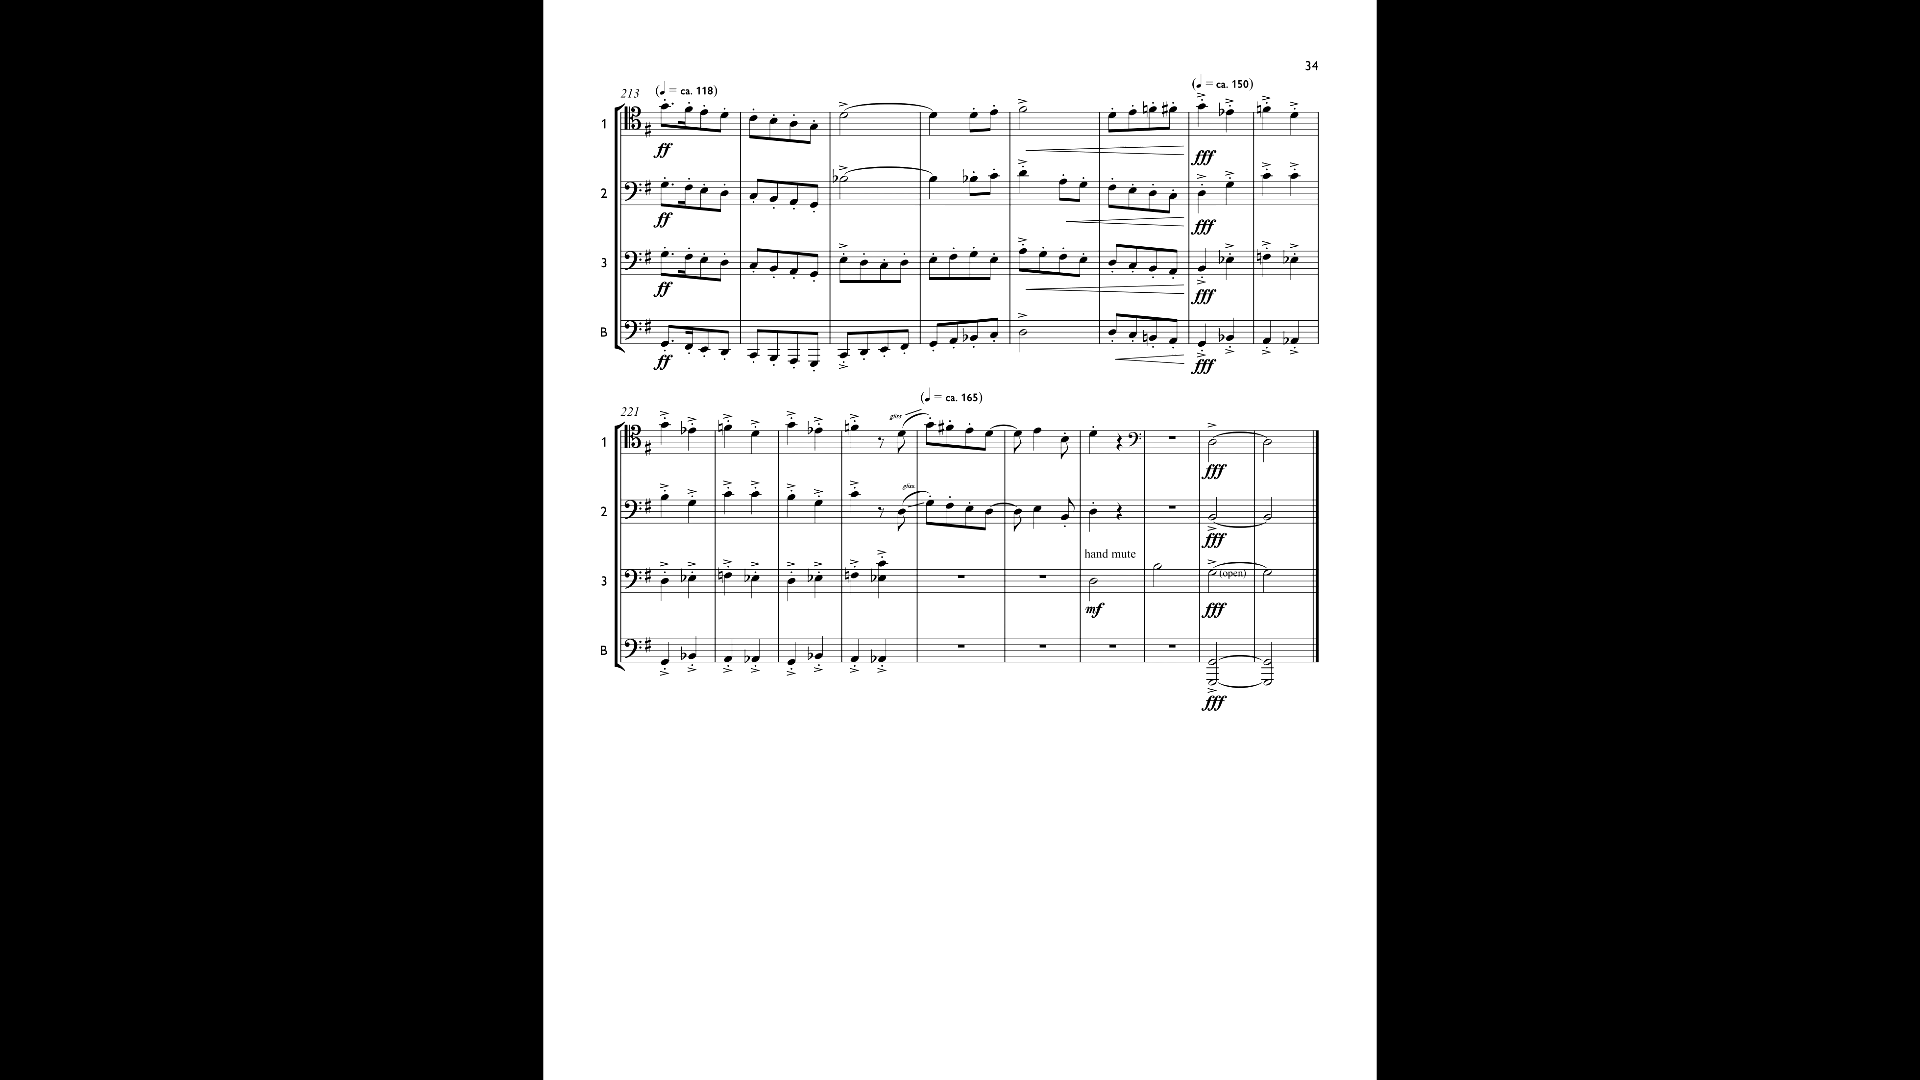 34
213 (♩ = ca. 118) (♩ = ca. 150)
1
ff fff
2
ff fff
3
ff fff
B
ff fff
221 (♩ = ca. 165)
gliss.
1
fff
gliss.
2
fff
hand mute
3 (open)
mf fff
B
fff